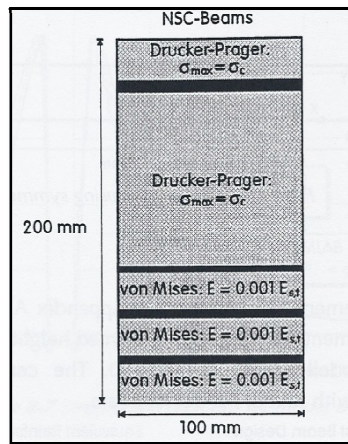 NSC-Beams
Drucker-Prager:
σmax = σc
Drucker-Prager:
σmax = σc
200 mm
von Mises: E = 0.001 Es,t
von Mises: E = 0.001 Es,t
von Mises: E = 0.001 Es,t
100 mm